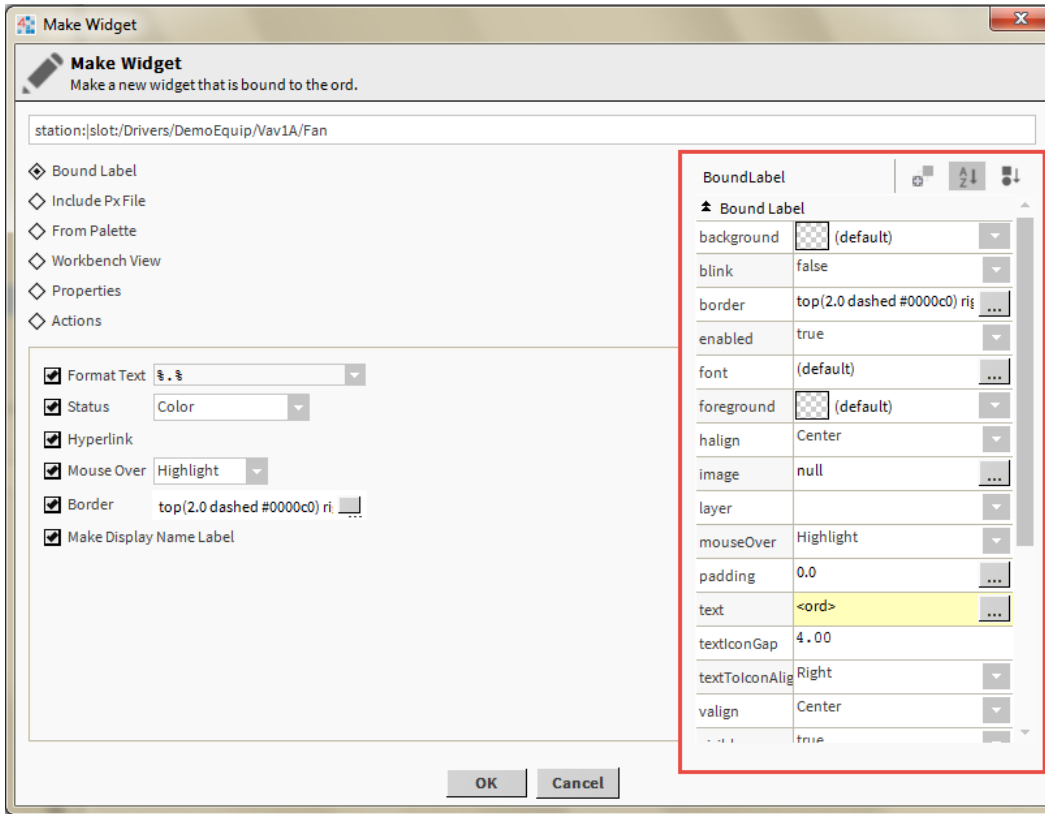 Make Widget
Make Widget
Make a new widget that is bound to the ord.
station:|slot:/Drivers/DemoEquip/Vav1A/Fan
Bound Label
Include Px File
From Palette
Workbench View
Properties
Actions
Format Text %.%
Status Color
Hyperlink
Mouse Over Highlight
Border top(2.0 dashed #0000c0) ri
Make Display Name Label
BoundLabel
Bound Label
background (default)
blink false
border top(2.0 dashed #0000c0) rig
enabled true
font (default)
foreground (default)
halign Center
image null
layer
mouseOver Highlight
padding 0.0
text <ord>
textIconGap 4.00
textToIconAlig Right
valign Center
true
OK Cancel